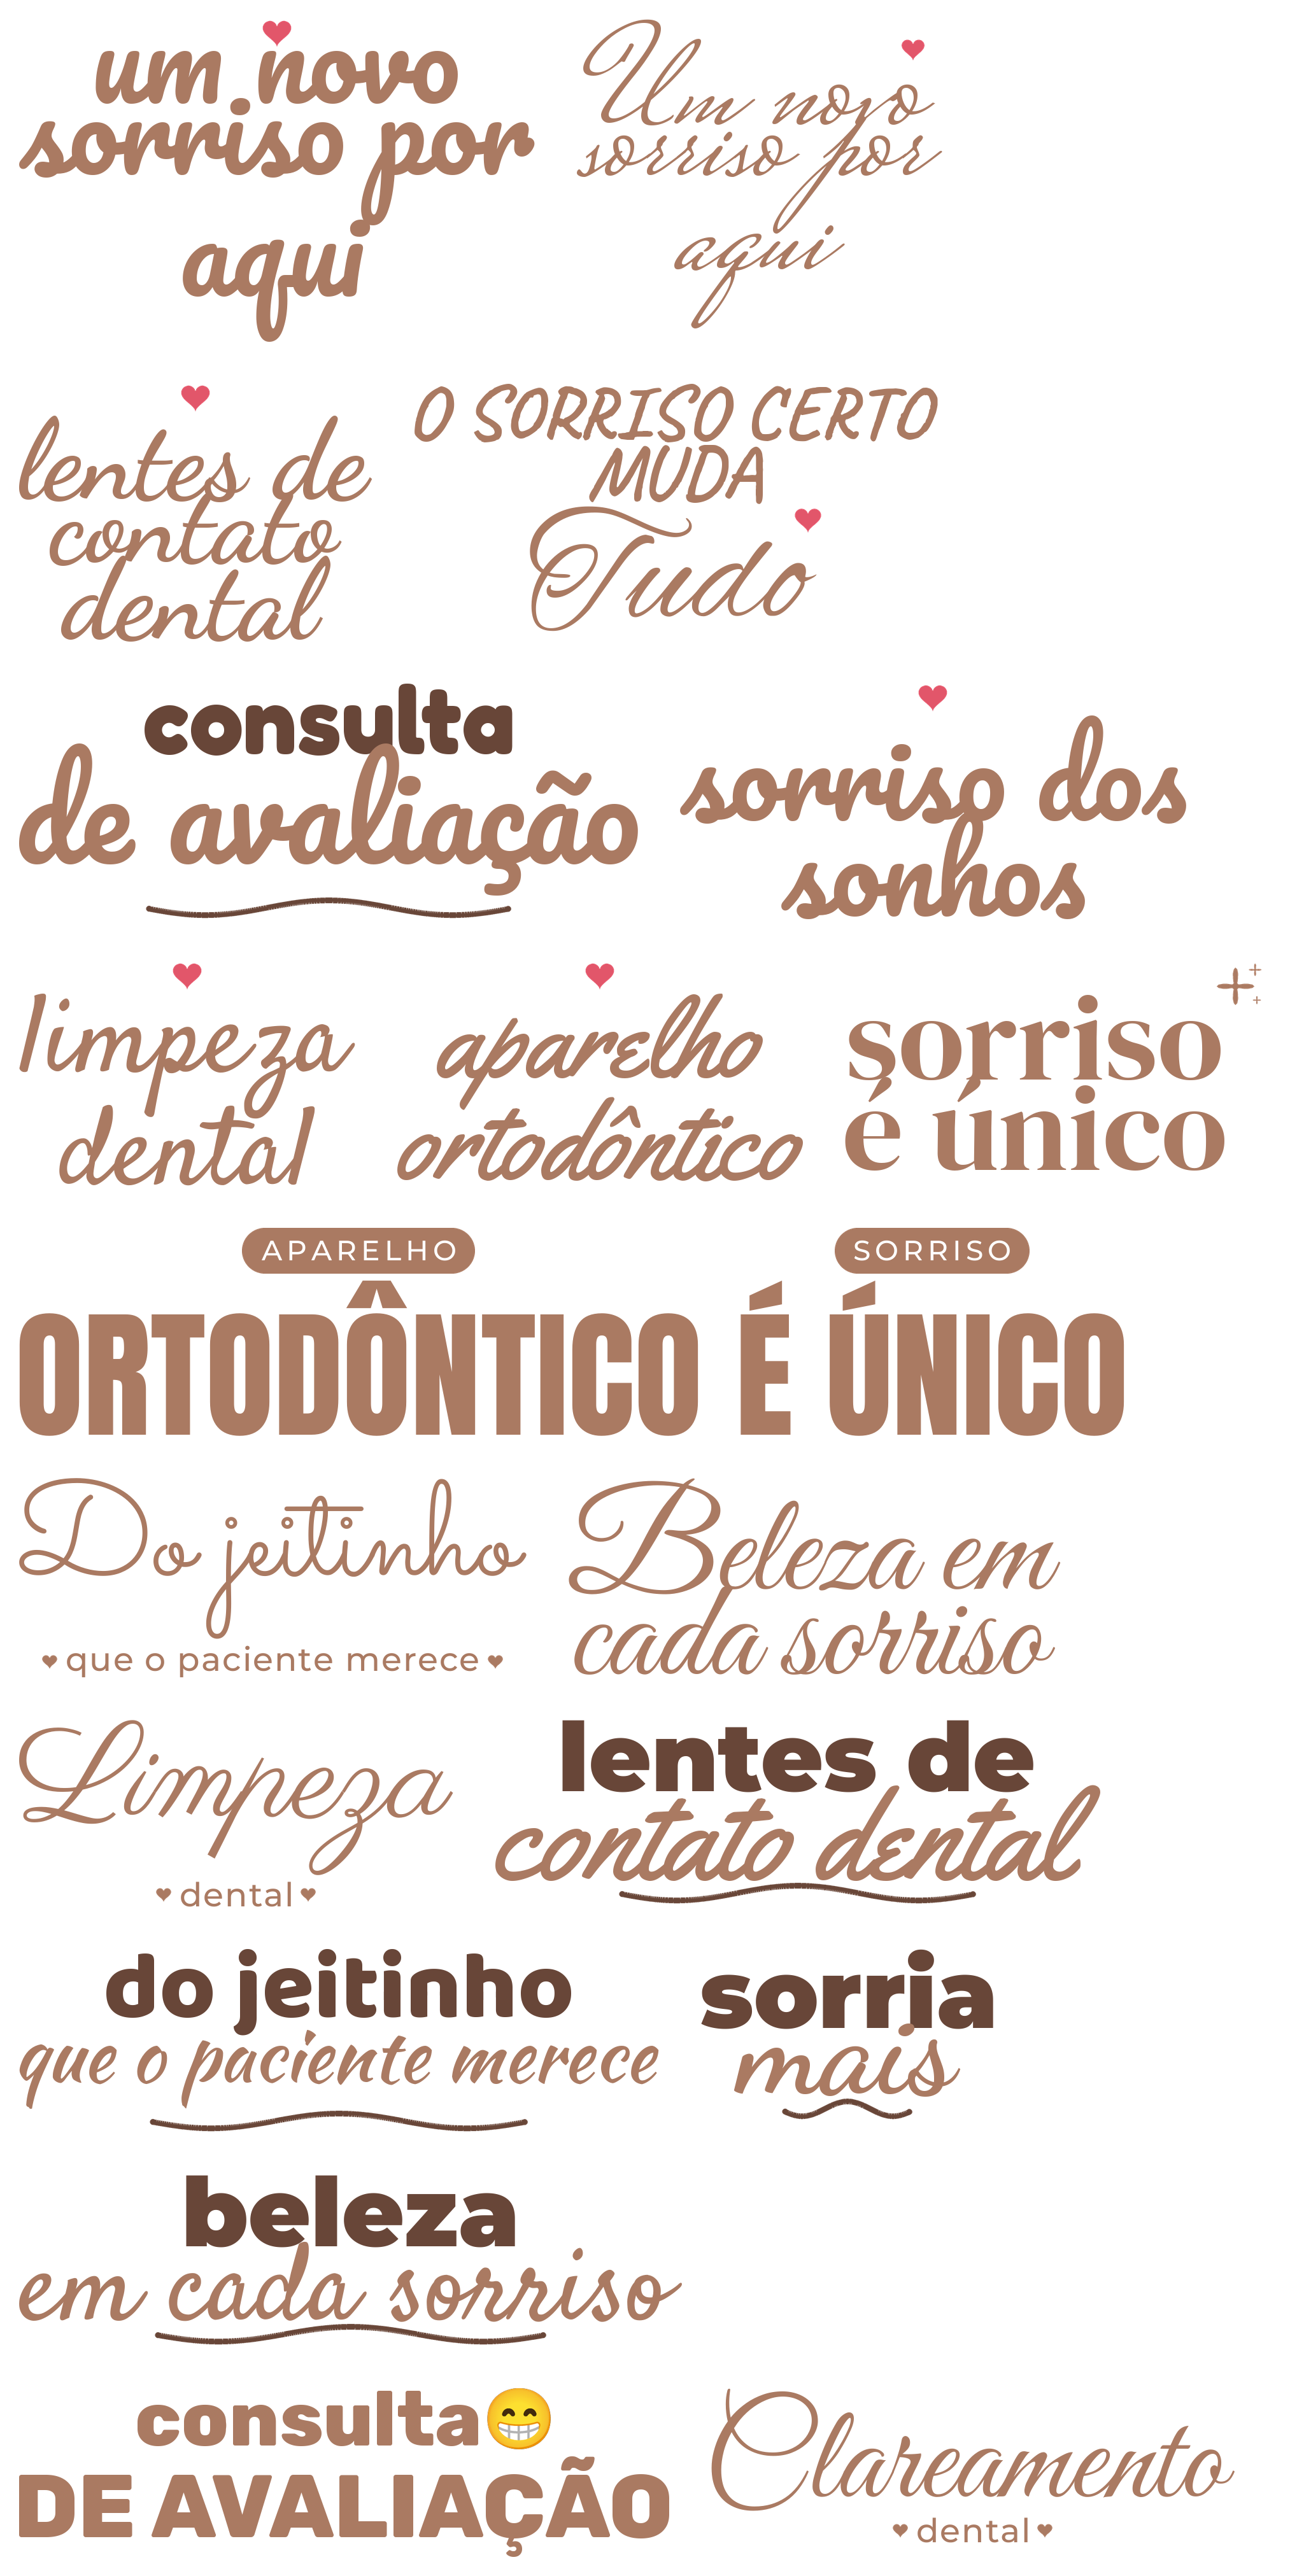 um novo
sorriso por
aqui
Um novo
sorriso por
aqui
lentes de
contato
dental
O SORRISO CERTO
MUDA
Tudo
consulta
de avaliação
sorriso dos
sonhos
limpeza
dental
aparelho
ortodôntico
sorriso
é único
APARELHO
ORTODÔNTICO
SORRISO
É ÚNICO
Do jeitinho
que o paciente merece
Beleza em
cada sorriso
Limpeza
dental
lentes de
contato dental
do jeitinho
que o paciente merece
sorria
mais
beleza
em cada sorriso
consulta
DE AVALIAÇÃO
Clareamento
dental